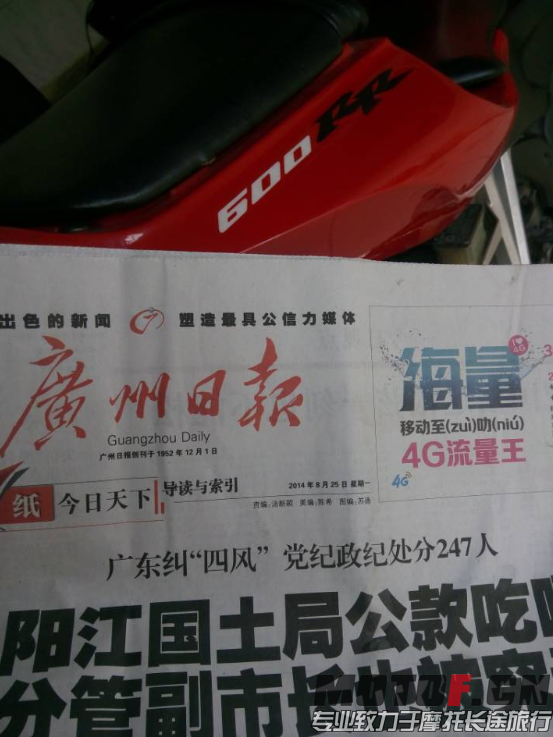 600RR
出色的新闻 塑造最具公信力媒体
廣州日報
Guangzhou Daily
广州日报创刊于1952年12月1日
I 4G
海量
移动至(zuì)叻(niú)
4G流量王
4G
纸 今日天下 导读与索引
2014年8月25日 星期一
广东纠“四风” 党纪政纪处分247人
阳江国土局公款吃
分管副市长也被
专业致力于摩托长途旅行